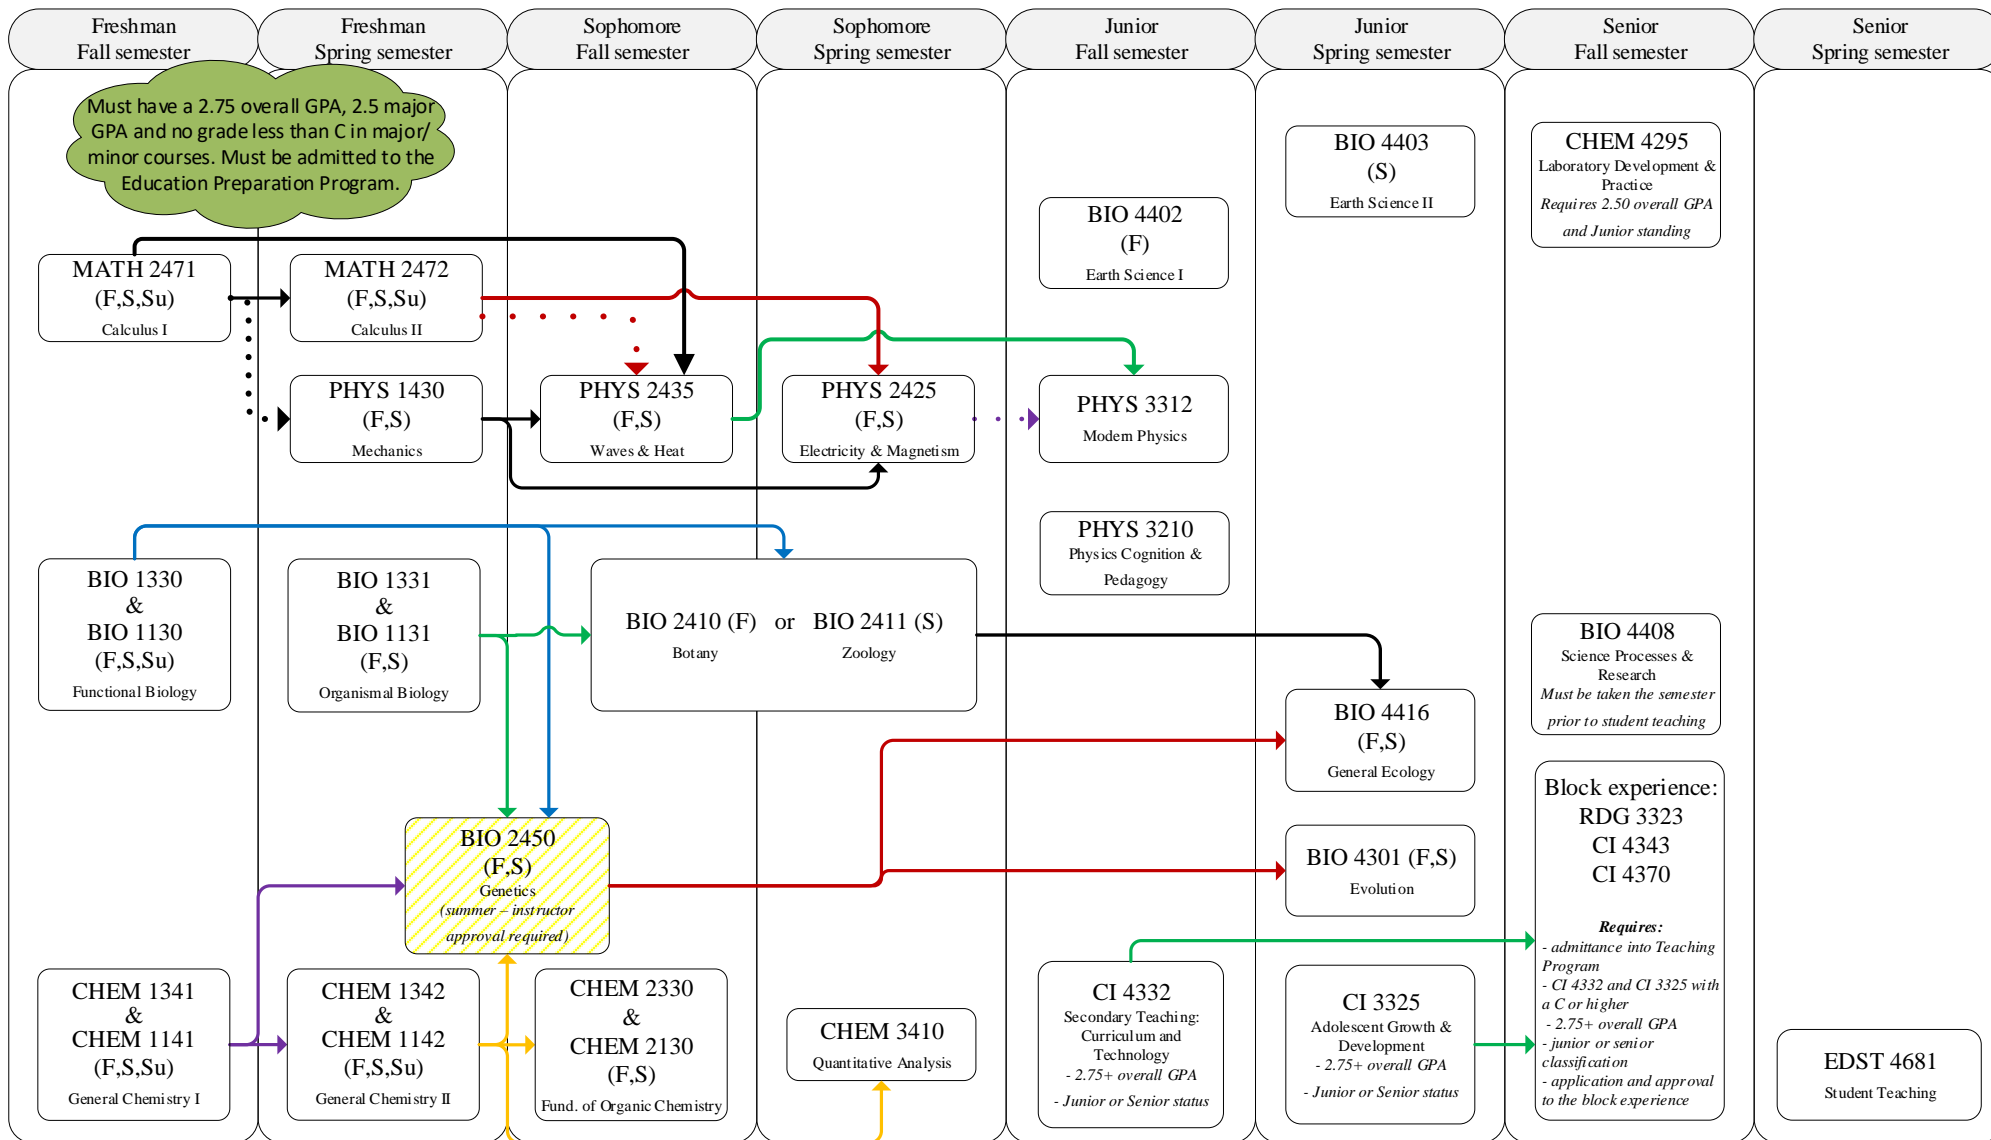 Freshman
Fall semester
Freshman
Spring semester
Sophomore
Fall semester
Sophomore
Spring semester
Junior
Fall semester
Junior
Spring semester
Senior
Fall semester
Senior
Spring semester
Must have a 2.75 overall GPA, 2.5 major
GPA and no grade less than C in major/
minor courses. Must be admitted to the
Education Preparation Program.
MATH 2471
(F,S,Su)
Calculus I
BIO 1330
&
BIO 1130
(F,S,Su)
Functional Biology
CHEM 1341
&
CHEM 1141
(F,S,Su)
General Chemistry I
MATH 2472
(F,S,Su)
Calculus II
PHYS 1430
(F,S)
Mechanics
BIO 1331
&
BIO 1131
(F,S)
Organismal Biology
BIO 2450
(F,S)
Genetics
(summer – instructor
approval required)
CHEM 1342
&
CHEM 1142
(F,S,Su)
General Chemistry II
PHYS 2435
(F,S)
Waves & Heat
BIO 2410 (F) or BIO 2411 (S)
Botany
Zoology
CHEM 2330
&
CHEM 2130
(F,S)
Fund. of Organic Chemistry
PHYS 2425
(F,S)
Electricity & Magnetism
CHEM 3410
Quantitative Analysis
BIO 4402
(F)
Earth Science I
PHYS 3312
Modern Physics
PHYS 3210
Physics Cognition &
Pedagogy
CI 4332
Secondary Teaching:
Curriculum and
Technology
- 2.75+ overall GPA
- Junior or Senior status
BIO 4403
(S)
Earth Science II
BIO 4416
(F,S)
General Ecology
BIO 4301 (F,S)
Evolution
CI 3325
Adolescent Growth &
Development
- 2.75+ overall GPA
- Junior or Senior status
CHEM 4295
Laboratory Development &
Practice
Requires 2.50 overall GPA
and Junior standing
BIO 4408
Science Processes &
Research
Must be taken the semester
prior to student teaching
Block experience:
RDG 3323
CI 4343
CI 4370
Requires:
- admittance into Teaching
Program
- CI 4332 and CI 3325 with
a C or higher
- 2.75+ overall GPA
- junior or senior
classification
- application and approval
to the block experience
EDST 4681
Student Teaching